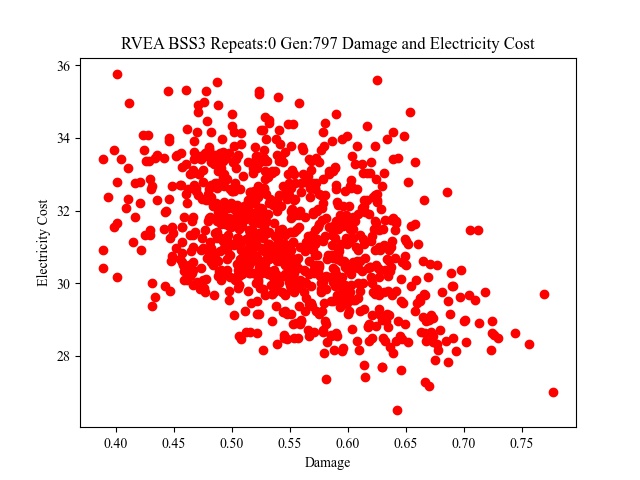 RVEA BSS3 Repeats:0 Gen:797 Damage and Electricity Cost
36
34
32
30
28
Electricity Cost
0.40 0.45 0.50 0.55 0.60 0.65 0.70 0.75
Damage